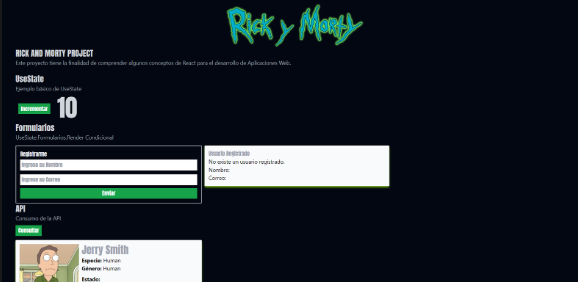 Rick y Morty
RICK AND MORTY PROJECT
Este proyecto tiene la finalidad de comprender algunos conceptos de React para el desarrollo de Aplicaciones Web.
UseState
Ejemplo básico de UseState
Incrementar 10
Formularios
UseState.Formularios.Render Condicional
Registrarme
Ingrese su Nombre
Ingrese su Correo
Enviar
Usuario Registrado
No existe un usuario registrado.
Nombre:
Correo:
API
Consumo de la API
Consultar
Jerry Smith
Especie: Human
Género: Human
Estado: